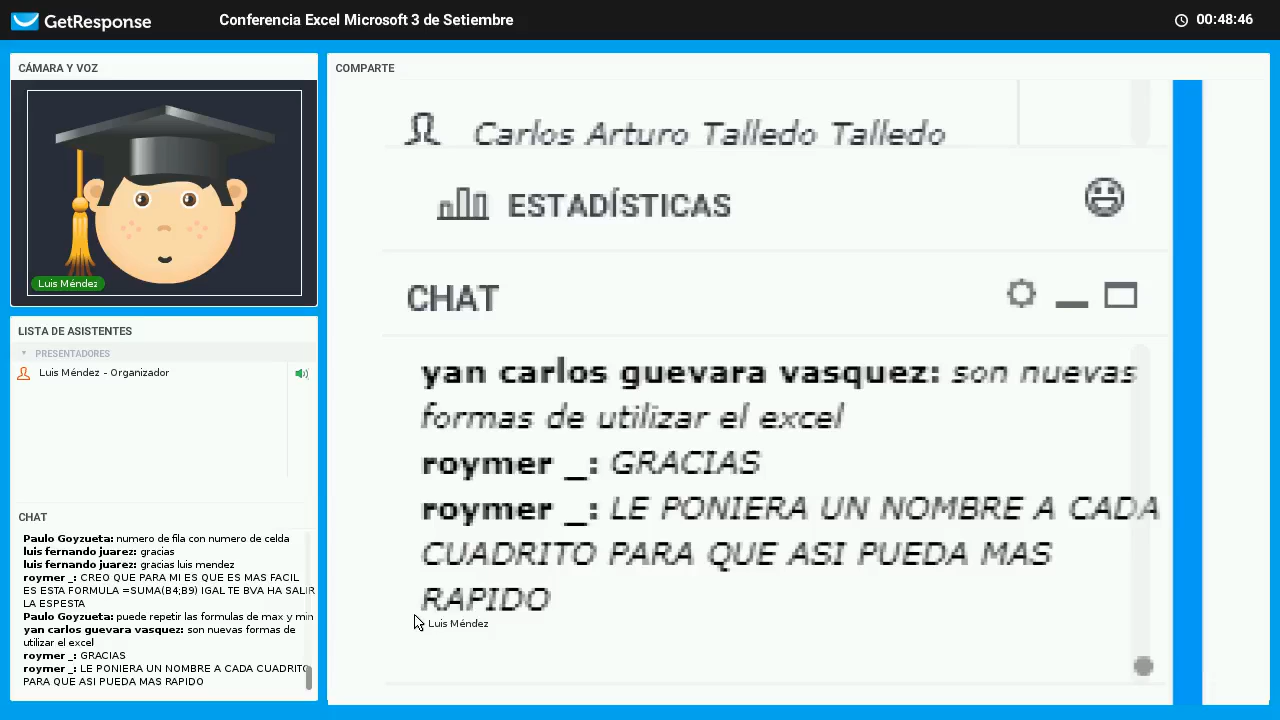 GetResponse
Conferencia Excel Microsoft 3 de Setiembre
00:48:46
CÁMARA Y VOZ
Luis Méndez
LISTA DE ASISTENTES
PRESENTADORES
Luis Méndez - Organizador
CHAT
Paulo Goyzueta: numero de fila con numero de celda
luis fernando juarez: gracias
luis fernando juarez: gracias luis mendez
roymer _: CREO QUE PARA MI ES QUE ES MAS FACIL
ES ESTA FORMULA =SUMA(B4;B9) IGAL TE BVA HA SALIR
LA ESPESTA
Paulo Goyzueta: puede repetir las formulas de max y min
yan carlos guevara vasquez: son nuevas formas de
utilizar el excel
roymer _: GRACIAS
roymer _: LE PONIERA UN NOMBRE A CADA CUADRITO
PARA QUE ASI PUEDA MAS RAPIDO
COMPARTE
Carlos Arturo Talledo Talledo
ESTADÍSTICAS
CHAT
yan carlos guevara vasquez: son nuevas
formas de utilizar el excel
roymer _: GRACIAS
roymer _: LE PONIERA UN NOMBRE A CADA
CUADRITO PARA QUE ASI PUEDA MAS
RAPIDO
Luis Méndez